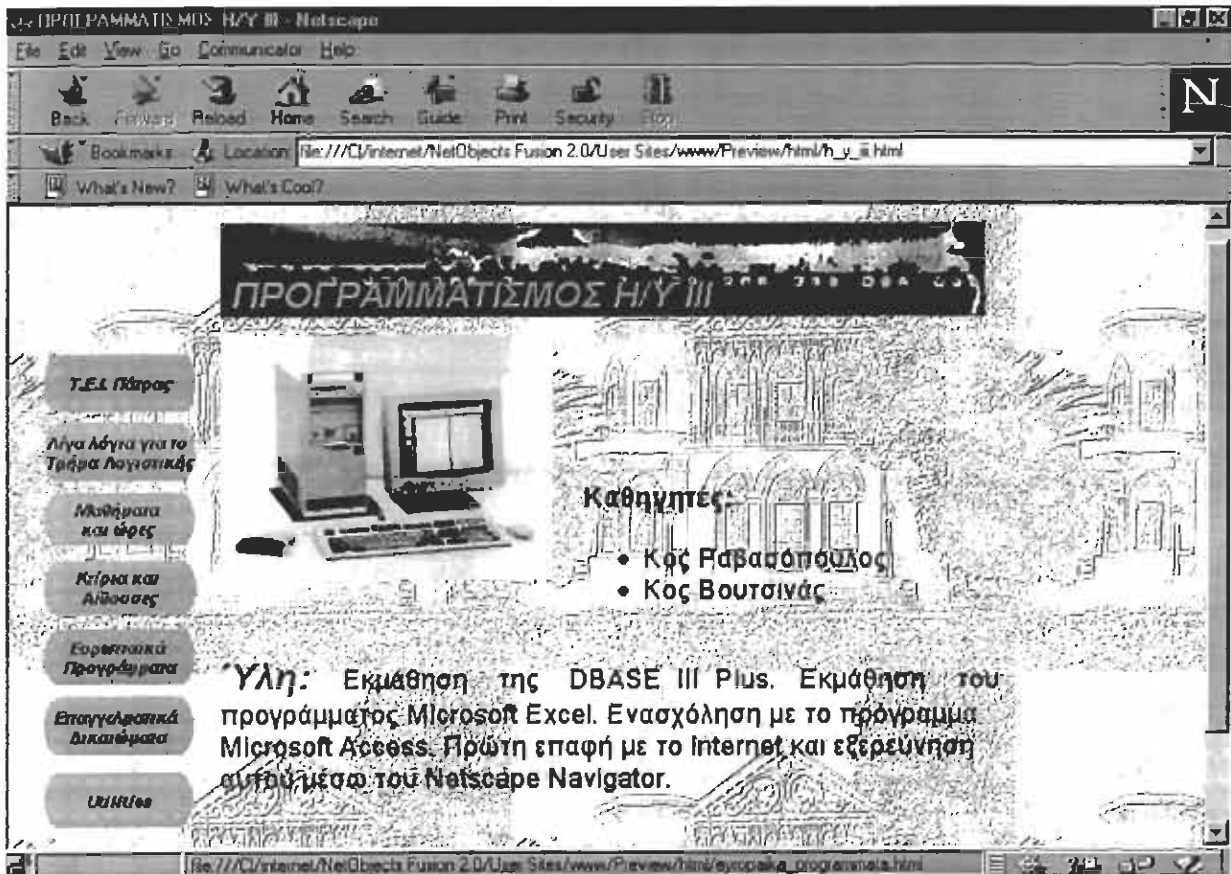 ΠΡΟΓΡΑΜΜΑΤΙΣΜΟΣ Η/Υ ΙΙΙ - Netscape
File Edit View Go Communicator Help
Back Forward Reload Home Search Guide Print Security Stop
N
Bookmarks Location: file:///C|/internet/NetObjects Fusion 2.0/User Sites/www/Preview/html/h_y_iii.html
What's New? What's Cool?
ΠΡΟΓΡΑΜΜΑΤΙΣΜΟΣ Η/Υ ΙΙΙ
Τ.Ε.Ι. Πάτρας
Λίγα λόγια για το
Τμήμα Λογιστικής
Μαθήματα
και ώρες
Κτίρια και
Αίθουσες
Ευρωπαικά
Προγράμματα
Επαγγελματικά
Δικαιώματα
Utilities
Καθηγητές:
• Κος Ραβασόπουλος
• Κος Βουτσινάς
Ύλη: Εκμάθηση της DBASE III Plus. Εκμάθηση του
προγράμματος Microsoft Excel. Ενασχόληση με το πρόγραμμα
Microsoft Access. Πρώτη επαφή με το Internet και εξερεύνηση
αυτού μέσω του Netscape Navigator.
file:///C|/internet/NetObjects Fusion 2.0/User Sites/www/Preview/html/europaika_programmata.html